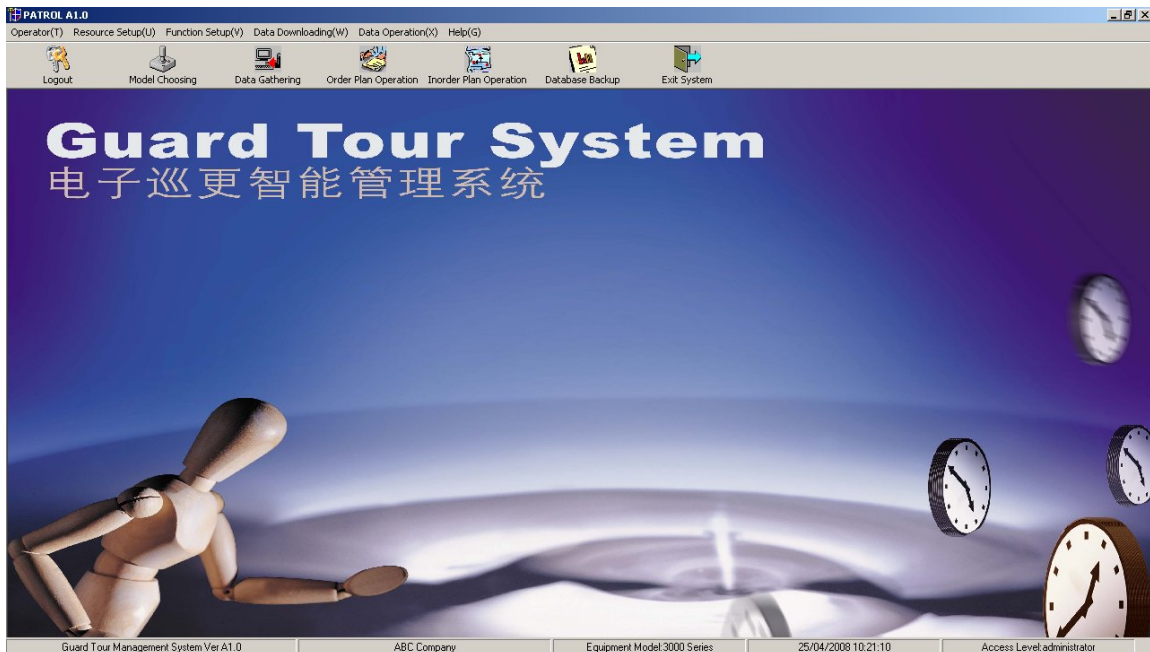 PATROL A1.0
Operator(T) Resource Setup(U) Function Setup(V) Data Downloading(W) Data Operation(X) Help(G)
Logout Model Choosing Data Gathering Order Plan Operation Inorder Plan Operation Database Backup Exit System
Guard Tour System
电子巡更智能管理系统
Guard Tour Management System Ver A1.0 ABC Company Equipment Model:3000 Series 25/04/2008 10:21:10 Access Level:administrator